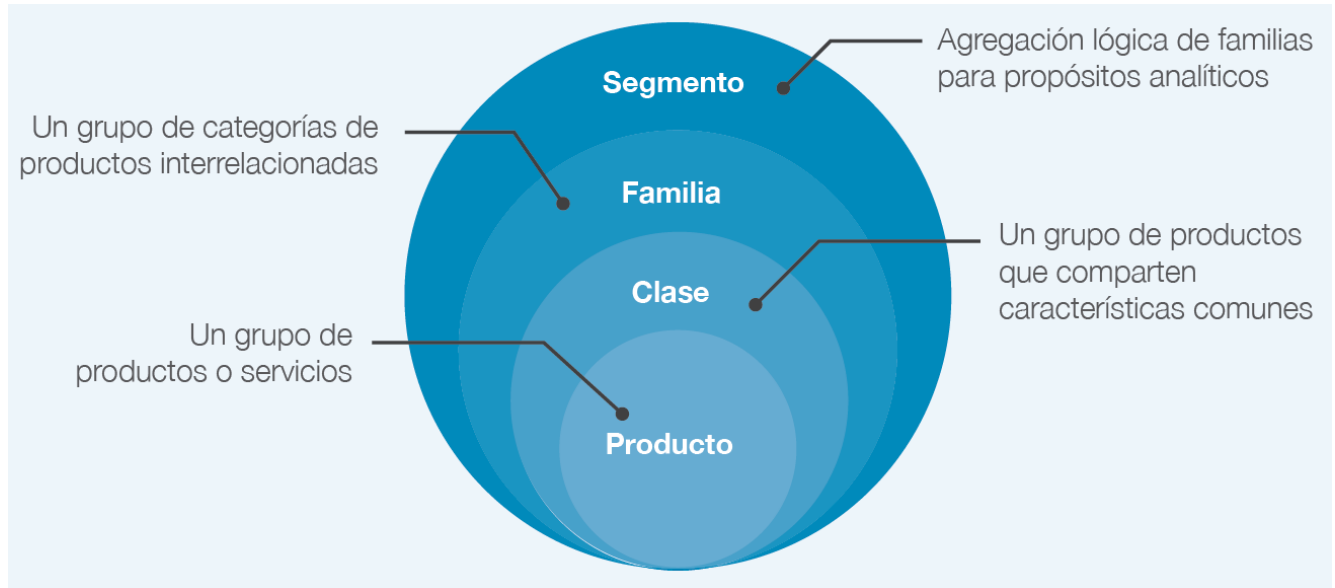 Segmento
Agregación lógica de familias
para propósitos analíticos
Un grupo de categorías de
productos interrelacionadas
Familia
Un grupo de productos
que comparten
características comunes
Clase
Un grupo de
productos o servicios
Producto